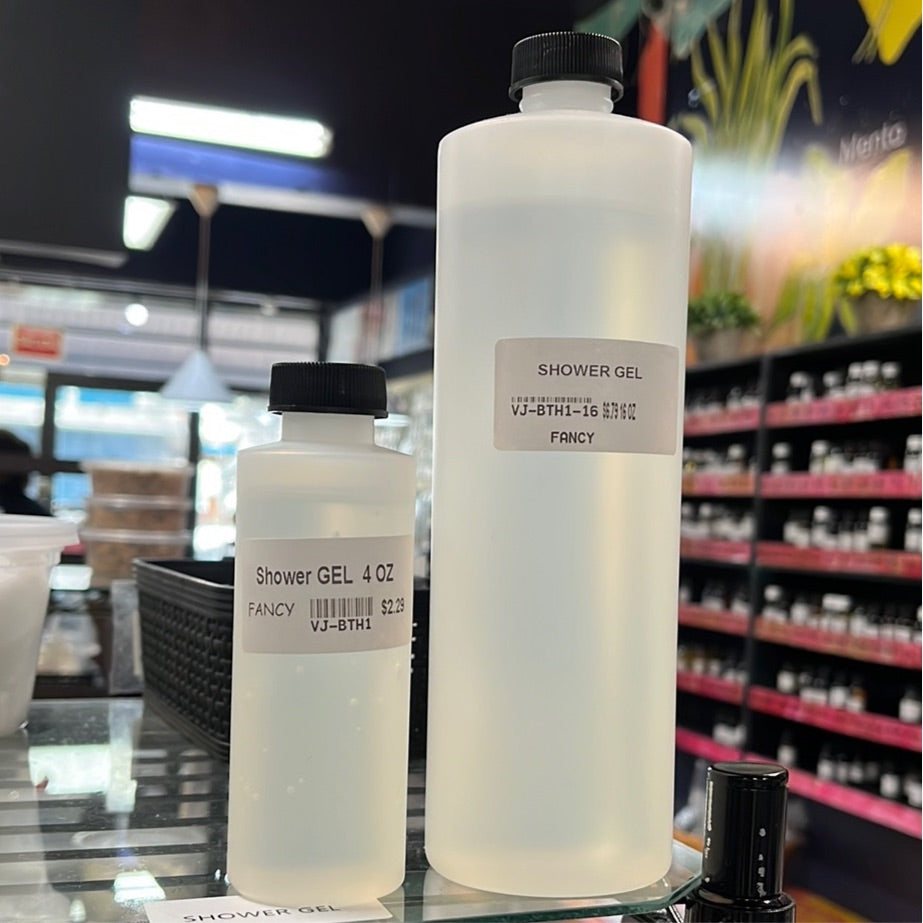 Menta
SHOWER GEL
VJ-BTH1-16 $6.79 16 OZ
FANCY
Shower GEL 4 OZ
FANCY $2.29
VJ-BTH1
SHOWER GEL